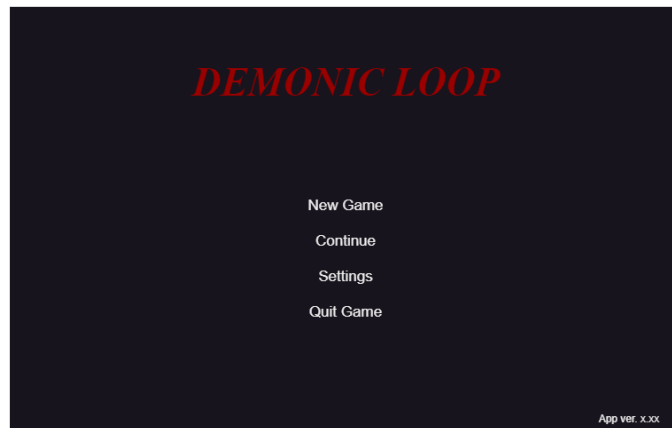 DEMONIC LOOP
New Game
Continue
Settings
Quit Game
App ver. x.xx